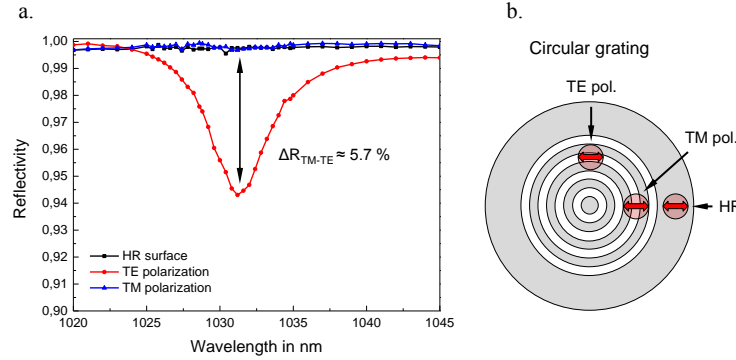 a.
1,00
0,99
0,98
0,97
0,96
0,95
0,94
0,93
0,92
0,91
0,90
Reflectivity
ΔR_TM-TE ≈ 5.7 %
HR surface
TE polarization
TM polarization
1020 1025 1030 1035 1040 1045
Wavelength in nm
b.
Circular grating
TE pol.
TM pol.
HR